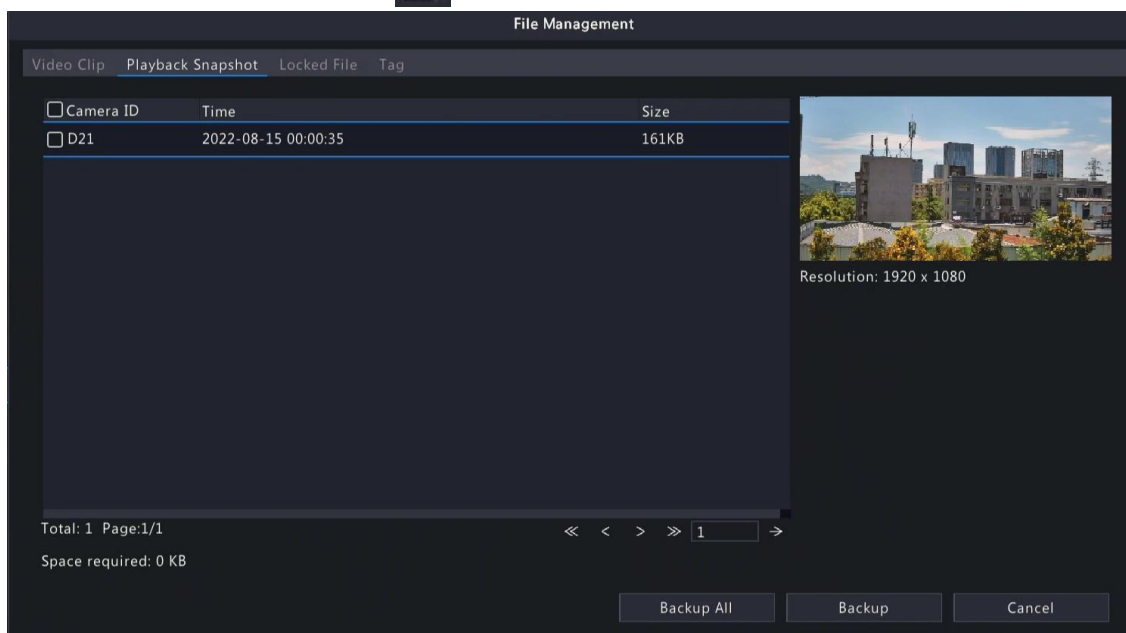 File Management
Video Clip Playback Snapshot Locked File Tag
Camera ID Time Size
D21 2022-08-15 00:00:35 161KB
Resolution: 1920 x 1080
Total: 1 Page:1/1
≪ < > ≫ 1 →
Space required: 0 KB
Backup All Backup Cancel